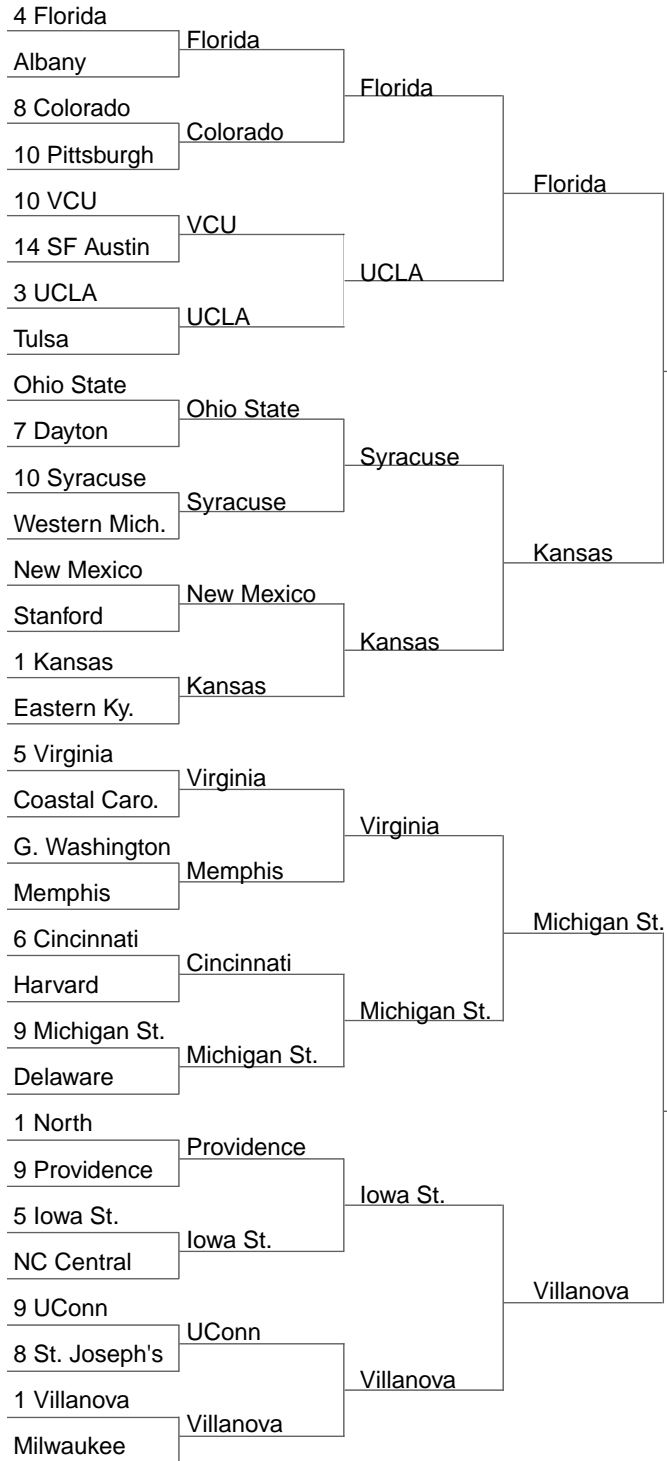 4 Florida
Albany
8 Colorado
10 Pittsburgh
10 VCU
14 SF Austin
3 UCLA
Tulsa
Ohio State
7 Dayton
10 Syracuse
Western Mich.
New Mexico
Stanford
1 Kansas
Eastern Ky.
5 Virginia
Coastal Caro.
G. Washington
Memphis
6 Cincinnati
Harvard
9 Michigan St.
Delaware
1 North
9 Providence
5 Iowa St.
NC Central
9 UConn
8 St. Joseph's
1 Villanova
Milwaukee
Florida
Colorado
VCU
UCLA
Ohio State
Syracuse
New Mexico
Kansas
Virginia
Memphis
Cincinnati
Michigan St.
Providence
Iowa St.
UConn
Villanova
Florida
UCLA
Syracuse
Kansas
Virginia
Michigan St.
Iowa St.
Villanova
Florida
Kansas
Michigan St.
Villanova